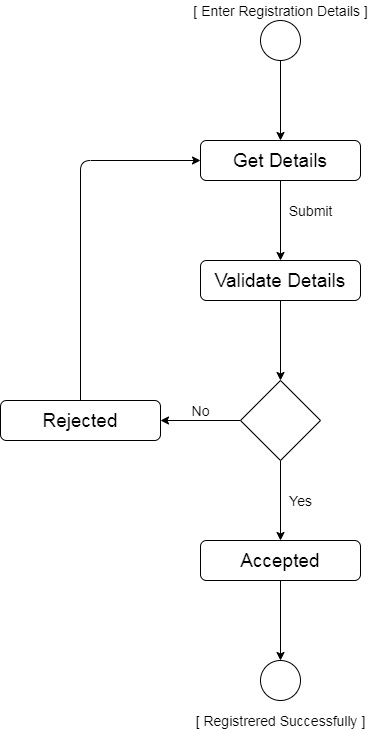 [ Enter Registration Details ]
Get Details
Submit
Validate Details
No
Rejected
Yes
Accepted
[ Registrered Successfully ]